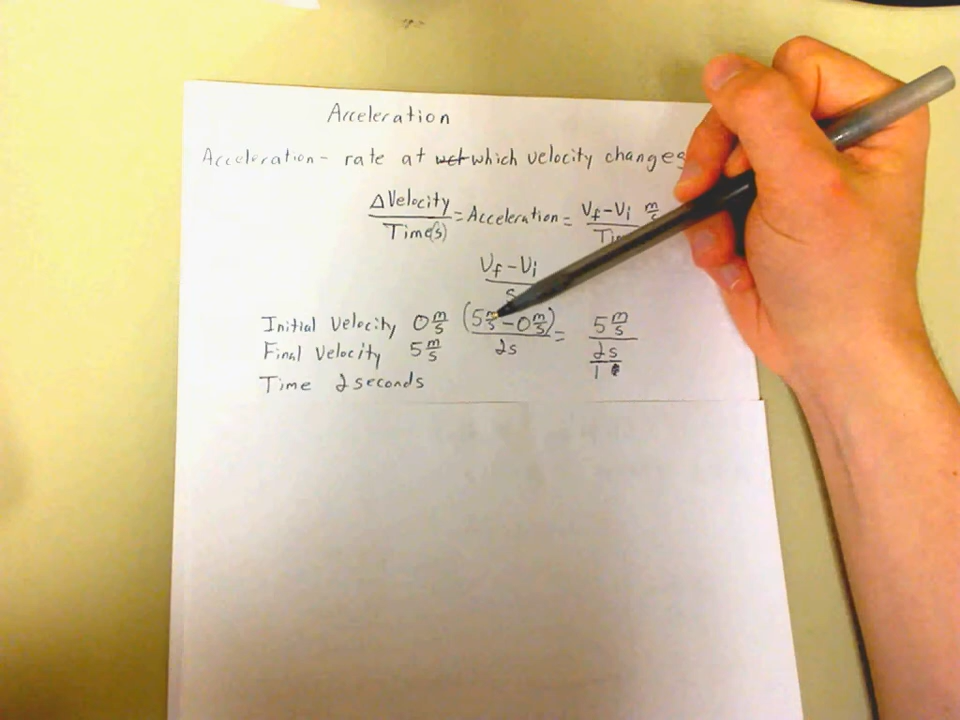 Acceleration
Acceleration - rate at which velocity changes
ΔVelocity / Time(s) = Acceleration = Vf - Vi m/s
Vf - Vi / s
Initial Velocity 0 m/s (5 m/s - 0 m/s) / 2s = 5 m/s / 2s / 1
Final Velocity 5 m/s
Time 2 seconds